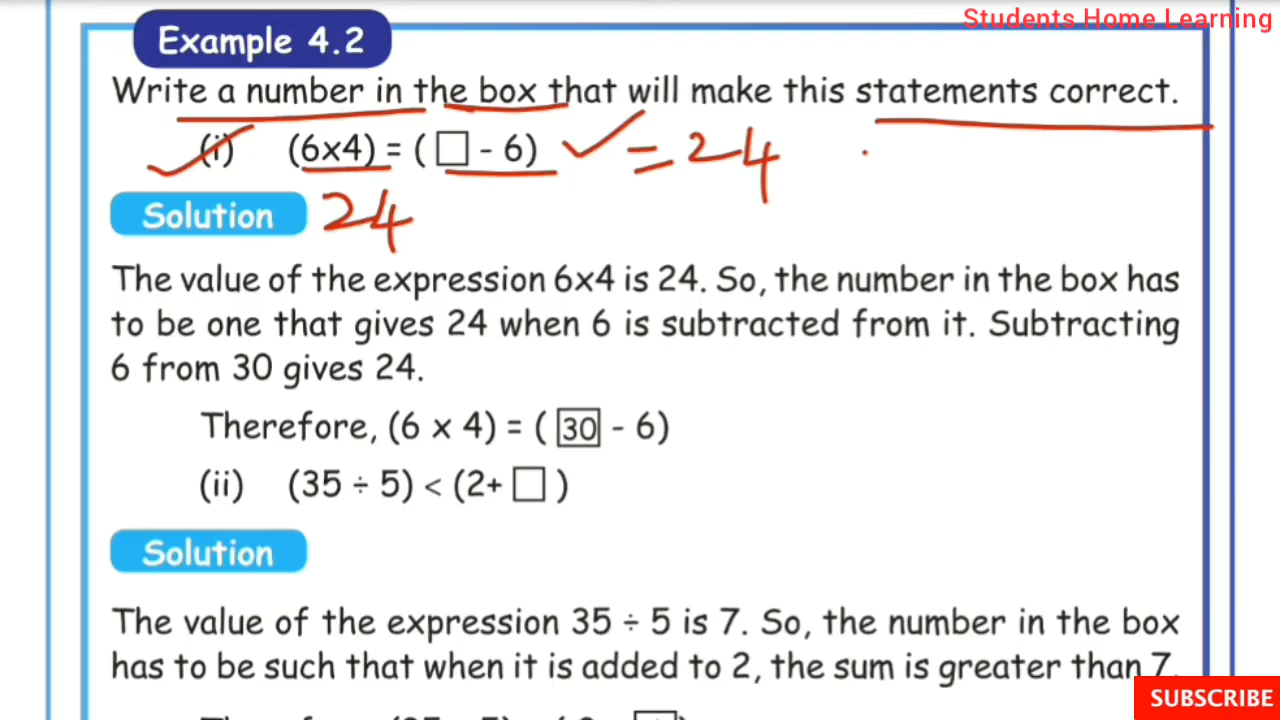 Students Home Learning
Example 4.2
Write a number in the box that will make this statements correct.
(i) (6x4) = ( □ - 6) = 24
Solution 24
The value of the expression 6x4 is 24. So, the number in the box has
to be one that gives 24 when 6 is subtracted from it. Subtracting
6 from 30 gives 24.
Therefore, (6 x 4) = ( 30 - 6)
(ii) (35 ÷ 5) < (2+ □ )
Solution
The value of the expression 35 ÷ 5 is 7. So, the number in the box
has to be such that when it is added to 2, the sum is greater than 7.
SUBSCRIBE